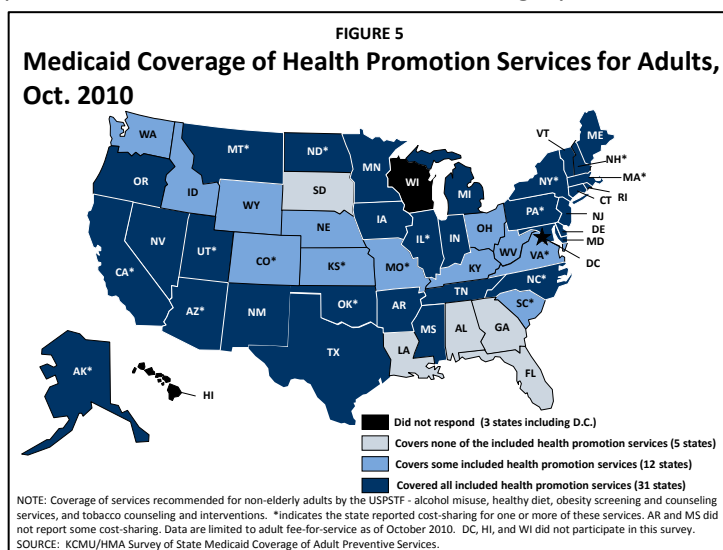 FIGURE 5
Medicaid Coverage of Health Promotion Services for Adults,
Oct. 2010
WA
MT*
ND*
MN
VT
ME
NH*
OR
ID
SD
WI
MI
NY*
MA*
RI
CT
WY
IA
PA*
NJ
NE
OH
DE
NV
UT*
IL*
IN
MD
WV
VA*
DC
CO*
KS*
MO*
KY
CA*
NC*
TN
OK*
AR
SC*
AZ*
NM
MS
AL
GA
TX
LA
AK*
FL
HI
Did not respond (3 states including D.C.)
Covers none of the included health promotion services (5 states)
Covers some included health promotion services (12 states)
Covered all included health promotion services (31 states)
NOTE: Coverage of services recommended for non-elderly adults by the USPSTF - alcohol misuse, healthy diet, obesity screening and counseling
services, and tobacco counseling and interventions. *indicates the state reported cost-sharing for one or more of these services. AR and MS did
not report some cost-sharing. Data are limited to adult fee-for-service as of October 2010. DC, HI, and WI did not participate in this survey.
SOURCE: KCMU/HMA Survey of State Medicaid Coverage of Adult Preventive Services.